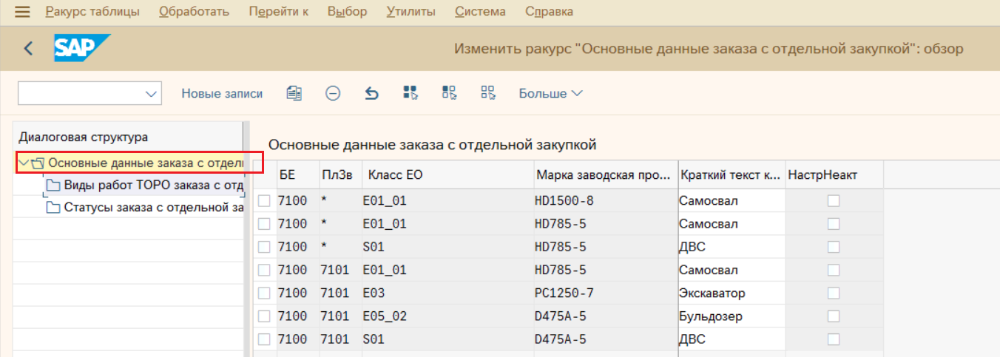 Ракурс таблицы Обработать Перейти к Выбор Утилиты Система Справка
SAP Изменить ракурс "Основные данные заказа с отдельной закупкой": обзор
Новые записи Больше
Диалоговая структура
Основные данные заказа с отдел
Виды работ ТОРО заказа с отд
Статусы заказа с отдельной за
Основные данные заказа с отдельной закупкой
БЕ ПлЗв Класс ЕО Марка заводская про... Краткий текст к... НастрНеакт
7100 * E01_01 HD1500-8 Самосвал
7100 * E01_01 HD785-5 Самосвал
7100 * S01 HD785-5 ДВС
7100 7101 E01_01 HD785-5 Самосвал
7100 7101 E03 PC1250-7 Экскаватор
7100 7101 E05_02 D475A-5 Бульдозер
7100 7101 S01 D475A-5 ДВС